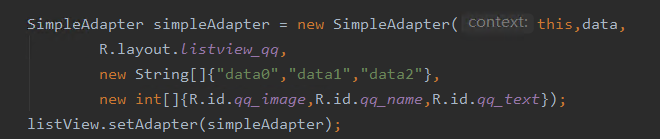 SimpleAdapter simpleAdapter = new SimpleAdapter( context: this,data,
R.layout.listview_qq,
new String[]{"data0","data1","data2"},
new int[]{R.id.qq_image,R.id.qq_name,R.id.qq_text});
listView.setAdapter(simpleAdapter);